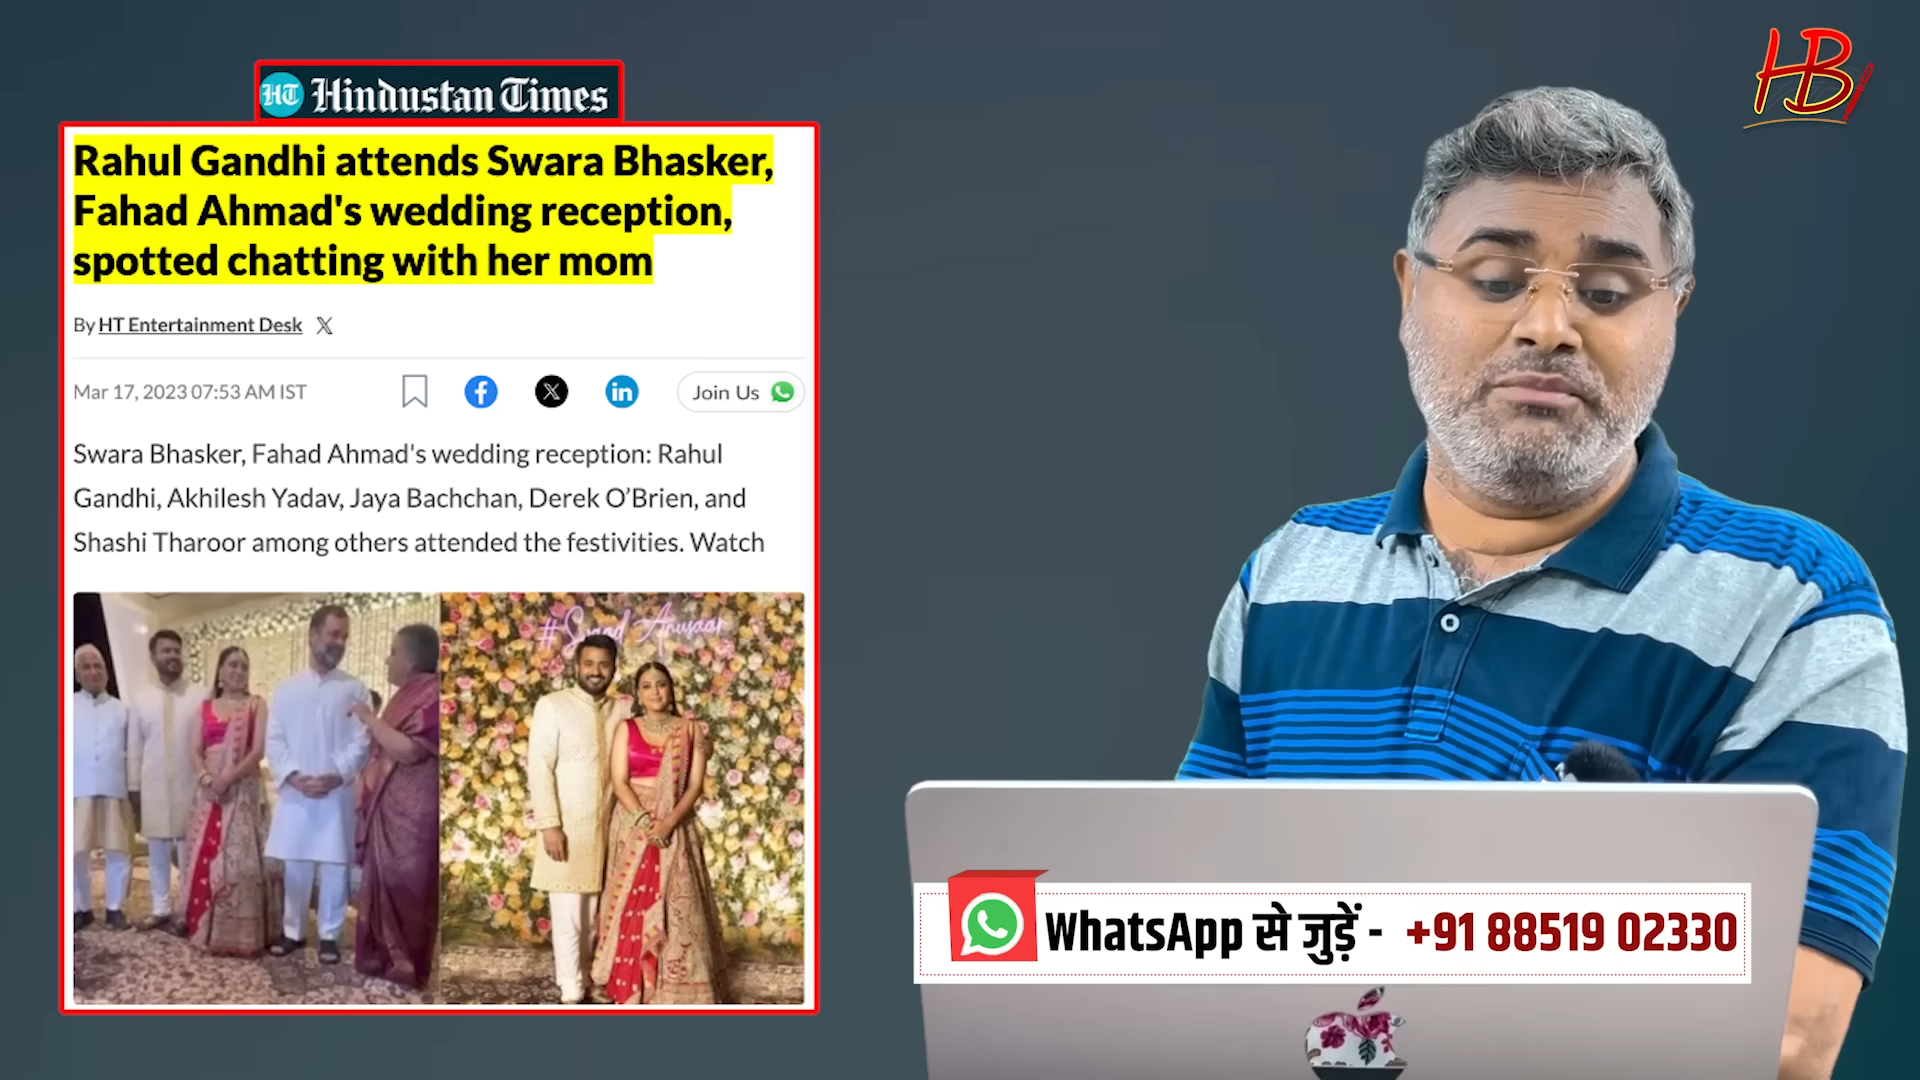 HT Hindustan Times
Rahul Gandhi attends Swara Bhasker,
Fahad Ahmad's wedding reception,
spotted chatting with her mom
By HT Entertainment Desk
Mar 17, 2023 07:53 AM IST
Join Us
Swara Bhasker, Fahad Ahmad's wedding reception: Rahul
Gandhi, Akhilesh Yadav, Jaya Bachchan, Derek O’Brien, and
Shashi Tharoor among others attended the festivities. Watch
#Swaad Anusaar
HB
WhatsApp से जुड़ें - +91 88519 02330